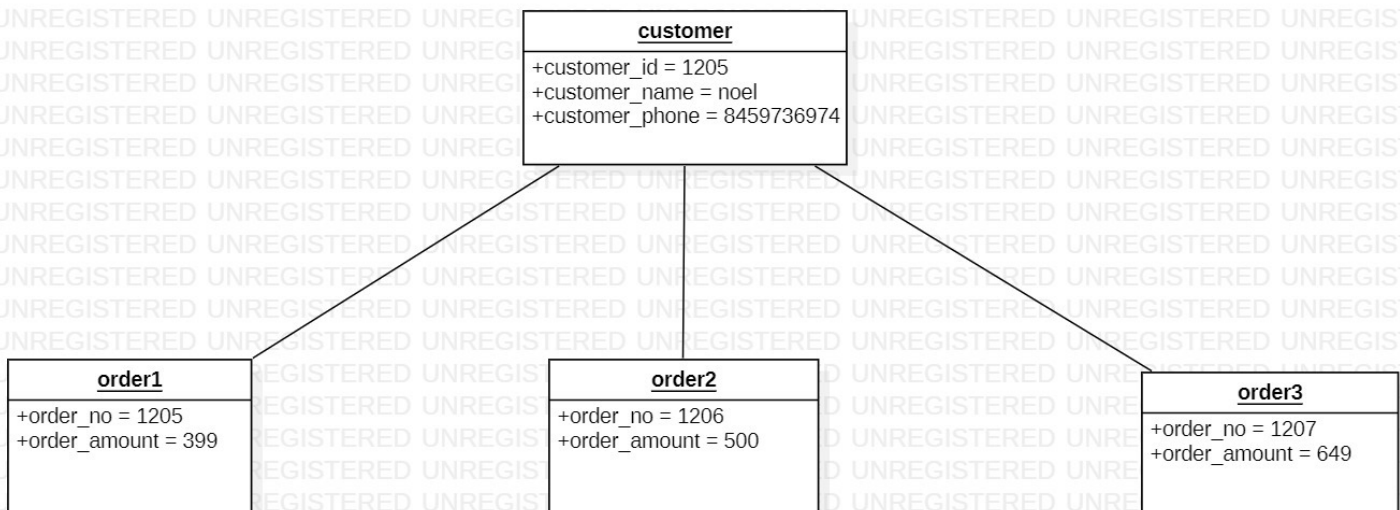 customer
+customer_id = 1205
+customer_name = noel
+customer_phone = 8459736974
order1
+order_no = 1205
+order_amount = 399
order2
+order_no = 1206
+order_amount = 500
order3
+order_no = 1207
+order_amount = 649
UNREGISTERED